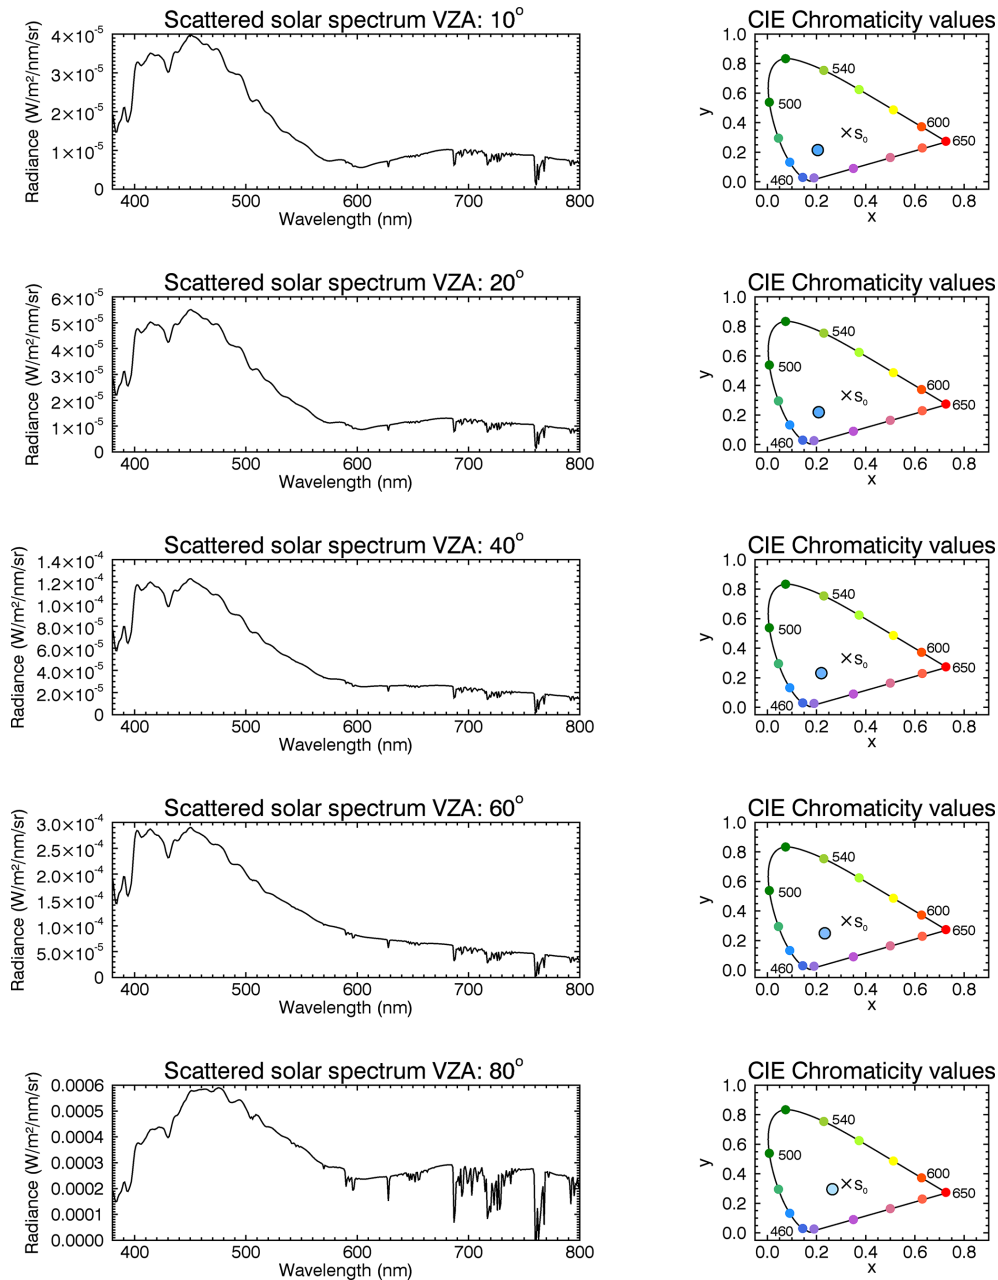 Scattered solar spectrum VZA: 10°
CIE Chromaticity values
Radiance (W/m²/nm/sr)
4×10⁻⁵
3×10⁻⁵
2×10⁻⁵
1×10⁻⁵
0
400 500 600 700 800
Wavelength (nm)
y
1.0
0.8
0.6
0.4
0.2
0.0
540
500
600
S₀
650
460
0.0 0.2 0.4 0.6 0.8
x
Scattered solar spectrum VZA: 20°
CIE Chromaticity values
Radiance (W/m²/nm/sr)
6×10⁻⁵
5×10⁻⁵
4×10⁻⁵
3×10⁻⁵
2×10⁻⁵
1×10⁻⁵
0
400 500 600 700 800
Wavelength (nm)
y
1.0
0.8
0.6
0.4
0.2
0.0
540
500
600
S₀
650
460
0.0 0.2 0.4 0.6 0.8
x
Scattered solar spectrum VZA: 40°
CIE Chromaticity values
Radiance (W/m²/nm/sr)
1.4×10⁻⁴
1.2×10⁻⁴
1.0×10⁻⁴
8.0×10⁻⁵
6.0×10⁻⁵
4.0×10⁻⁵
2.0×10⁻⁵
0
400 500 600 700 800
Wavelength (nm)
y
1.0
0.8
0.6
0.4
0.2
0.0
540
500
600
S₀
650
460
0.0 0.2 0.4 0.6 0.8
x
Scattered solar spectrum VZA: 60°
CIE Chromaticity values
Radiance (W/m²/nm/sr)
3.0×10⁻⁴
2.5×10⁻⁴
2.0×10⁻⁴
1.5×10⁻⁴
1.0×10⁻⁴
5.0×10⁻⁵
0
400 500 600 700 800
Wavelength (nm)
y
1.0
0.8
0.6
0.4
0.2
0.0
540
500
600
S₀
650
460
0.0 0.2 0.4 0.6 0.8
x
Scattered solar spectrum VZA: 80°
CIE Chromaticity values
Radiance (W/m²/nm/sr)
0.0006
0.0005
0.0004
0.0003
0.0002
0.0001
0.0000
400 500 600 700 800
Wavelength (nm)
y
1.0
0.8
0.6
0.4
0.2
0.0
540
500
600
S₀
650
460
0.0 0.2 0.4 0.6 0.8
x